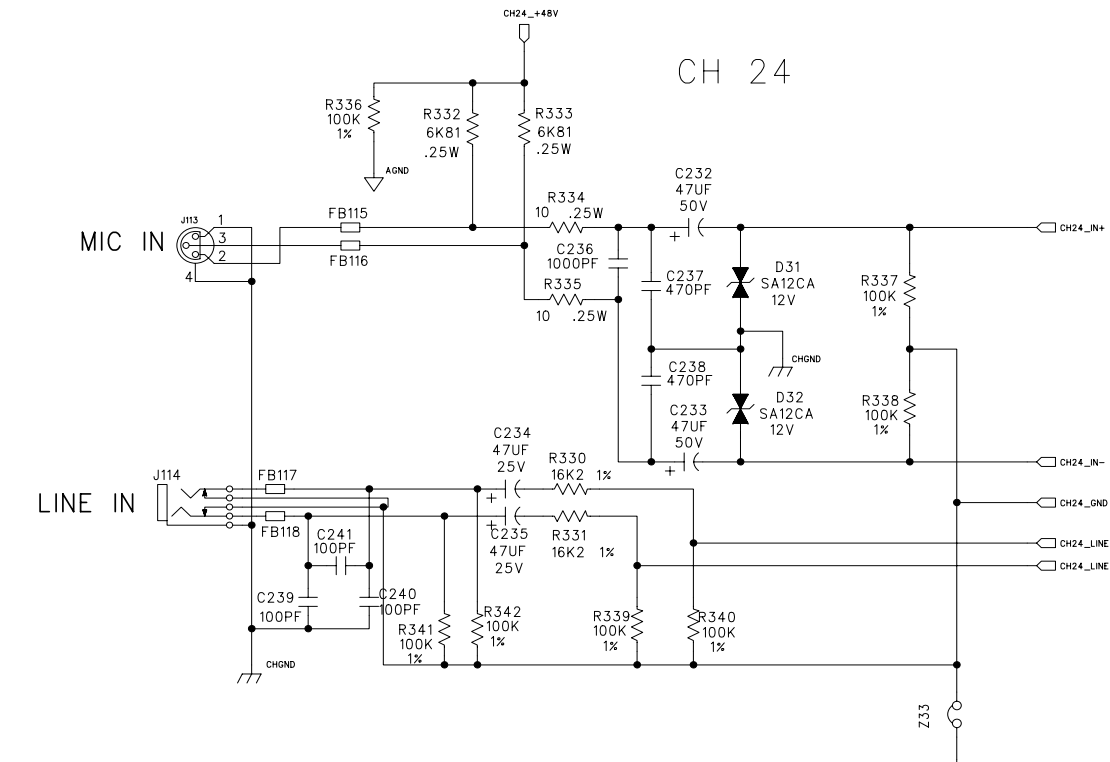 CH24_+48V
CH 24
R336
100K
1%
R332
6K81
.25W
R333
6K81
.25W
AGND
J113
MIC IN
1
3
2
4
FB115
FB116
R334
10 .25W
C236
1000PF
R335
10 .25W
C232
47UF
50V
+
C237
470PF
D31
SA12CA
12V
CHGND
R337
100K
1%
CH24_IN+
C238
470PF
C233
47UF
50V
+
D32
SA12CA
12V
R338
100K
1%
CH24_IN-
CH24_GND
CH24_LINE
CH24_LINE
J114
LINE IN
FB117
FB118
C234
47UF
25V
+
R330
16K2 1%
+
C235
47UF
25V
R331
16K2 1%
C241
100PF
C239
100PF
C240
100PF
R341
100K
1%
R342
100K
1%
R339
100K
1%
R340
100K
1%
CHGND
Z33